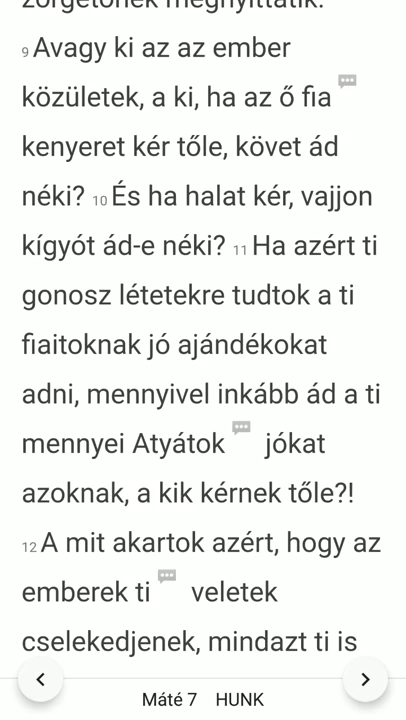 zörgetőnek megnyittatik.
9 Avagy ki az az ember
közületek, a ki, ha az ő fia
kenyeret kér tőle, követ ád
néki? 10 És ha halat kér, vajjon
kígyót ád-e néki? 11 Ha azért ti
gonosz létetekre tudtok a ti
fiaitoknak jó ajándékokat
adni, mennyivel inkább ád a ti
mennyei Atyátok jókat
azoknak, a kik kérnek tőle?!
12 A mit akartok azért, hogy az
emberek ti veletek
cselekedjenek, mindazt ti is
Máté 7 HUNK